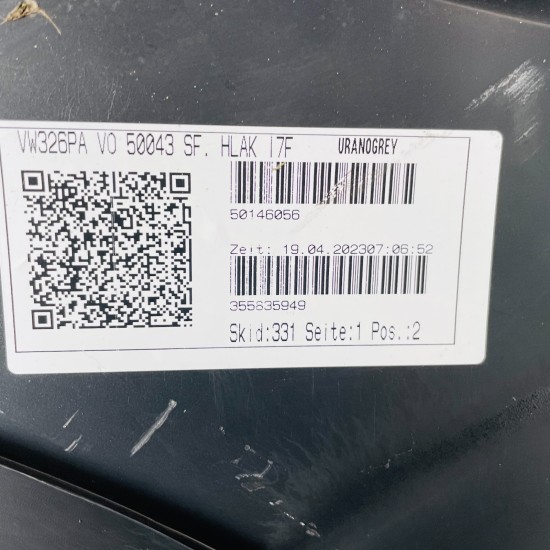 VW326PA VO 50043 SF. HLAK I7F URANOGREY
50146056
Zeit: 19.04.202307:06:52
355635949
Skid:331 Seite:1 Pos.:2